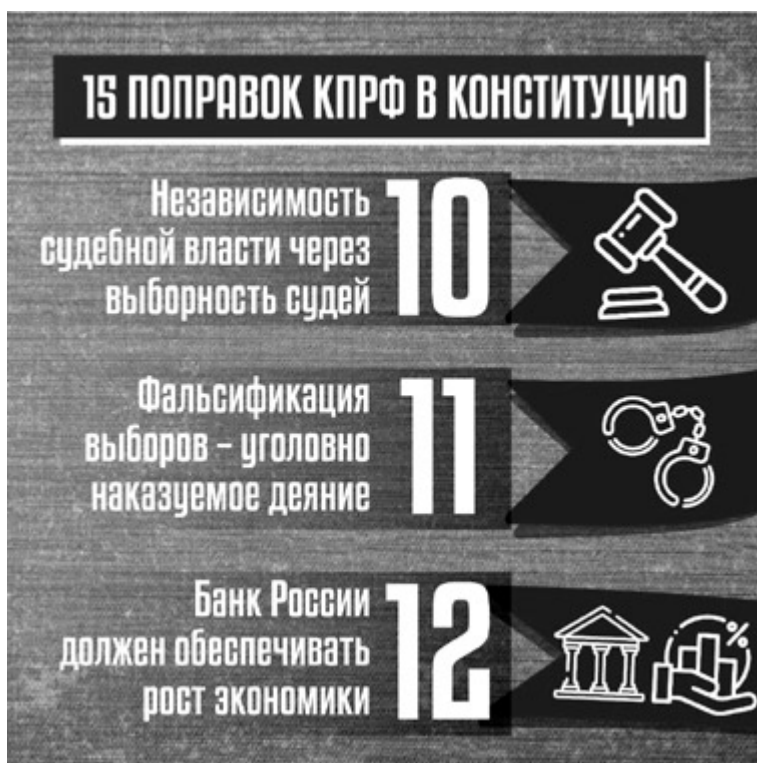 15 ПОПРАВОК КПРФ В КОНСТИТУЦИЮ
Независимость
судебной власти через
выборность судей
10
Фальсификация
выборов – уголовно
наказуемое деяние
11
Банк России
должен обеспечивать
рост экономики
12
%